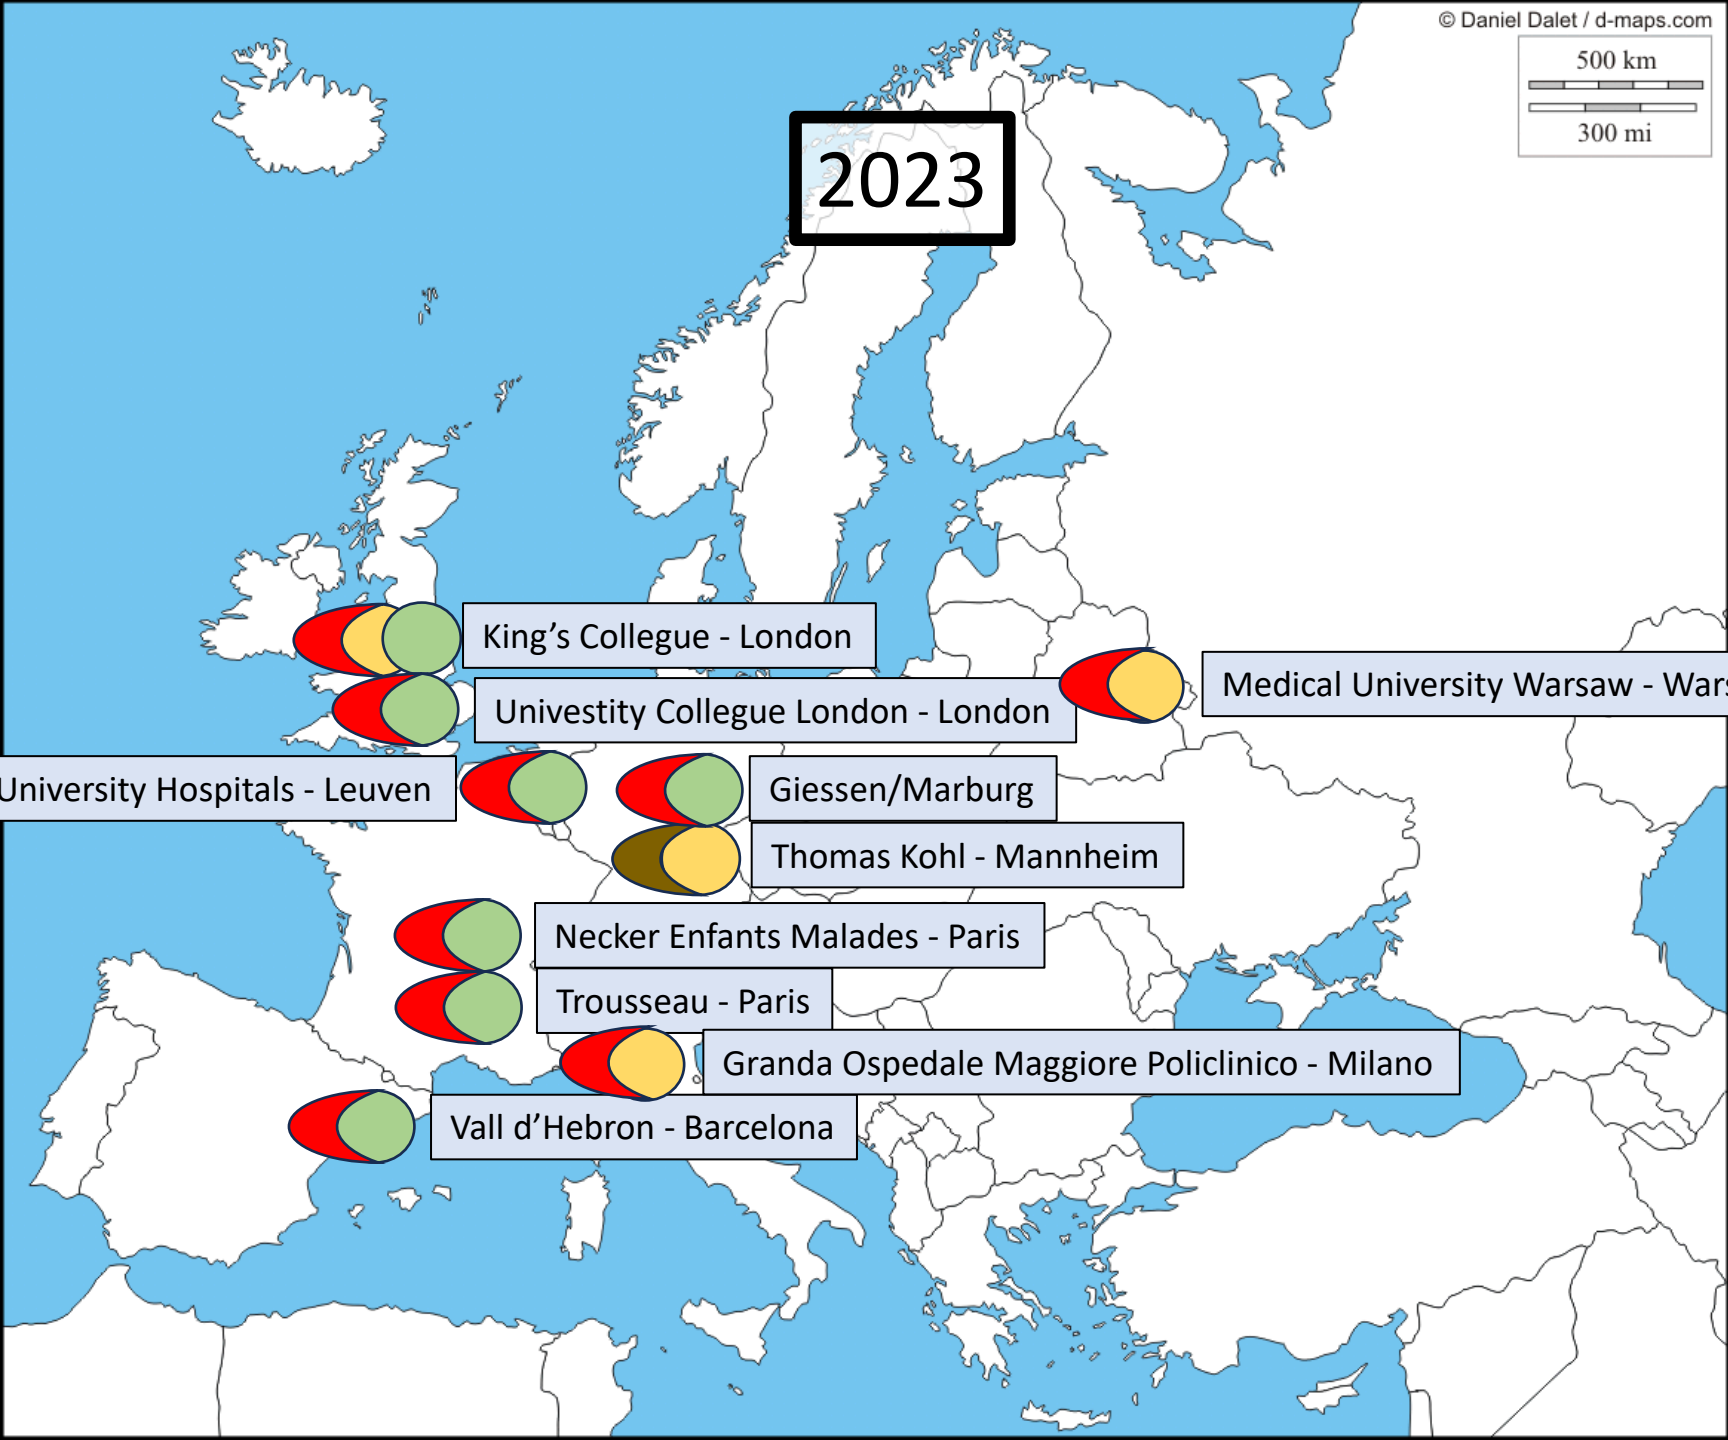 © Daniel Dalet / d-maps.com
500 km
300 mi
2023
King’s Collegue - London
Medical University Warsaw - Wars
Univestity Collegue London - London
University Hospitals - Leuven
Giessen/Marburg
Thomas Kohl - Mannheim
Necker Enfants Malades - Paris
Trousseau - Paris
Granda Ospedale Maggiore Policlinico - Milano
Vall d’Hebron - Barcelona